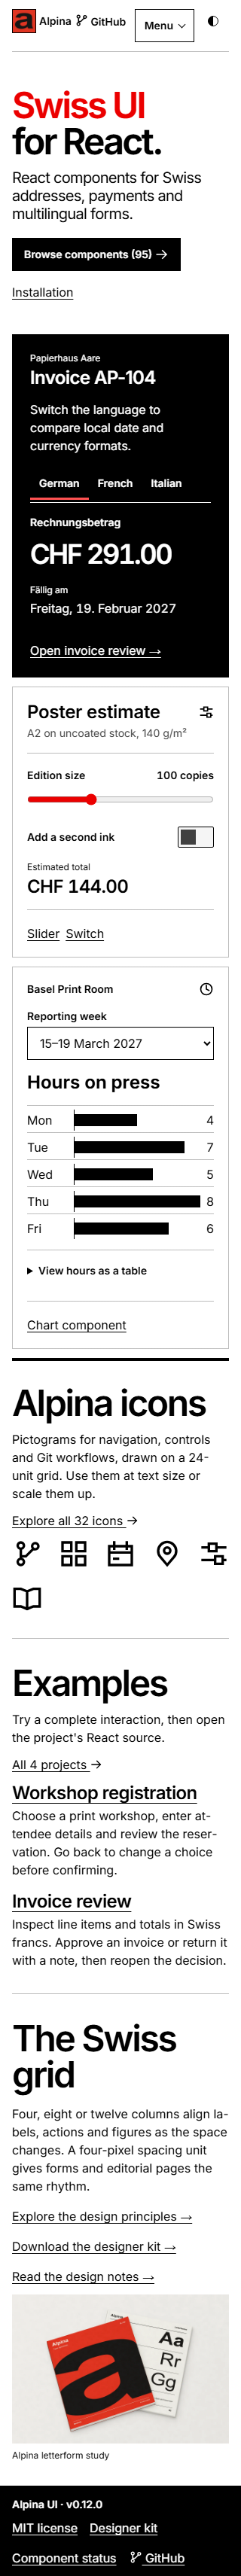 a Alpina GitHub Menu
Swiss UI
for React.
React components for Swiss
addresses, payments and
multilingual forms.
Browse components (95) →
Installation
Papierhaus Aare
Invoice AP-104
Switch the language to
compare local date and
currency formats.
German French Italian
Rechnungsbetrag
CHF 291.00
Fällig am
Freitag, 19. Februar 2027
Open invoice review →
Poster estimate
A2 on uncoated stock, 140 g/m²
Edition size 100 copies
Add a second ink
Estimated total
CHF 144.00
Slider Switch
Basel Print Room
Reporting week
15–19 March 2027
Hours on press
Mon 4
Tue 7
Wed 5
Thu 8
Fri 6
View hours as a table
Chart component
Alpina icons
Pictograms for navigation, controls
and Git workflows, drawn on a 24-
unit grid. Use them at text size or
scale them up.
Explore all 32 icons →
Examples
Try a complete interaction, then open
the project's React source.
All 4 projects →
Workshop registration
Choose a print workshop, enter at-
tendee details and review the reser-
vation. Go back to change a choice
before confirming.
Invoice review
Inspect line items and totals in Swiss
francs. Approve an invoice or return it
with a note, then reopen the decision.
The Swiss
grid
Four, eight or twelve columns align la-
bels, actions and figures as the space
changes. A four-pixel spacing unit
gives forms and editorial pages the
same rhythm.
Explore the design principles →
Download the designer kit →
Read the design notes →
Alpina
a
Aa
Rr
Gg
Alpina letterform study
Alpina UI · v0.12.0
MIT license Designer kit
Component status GitHub